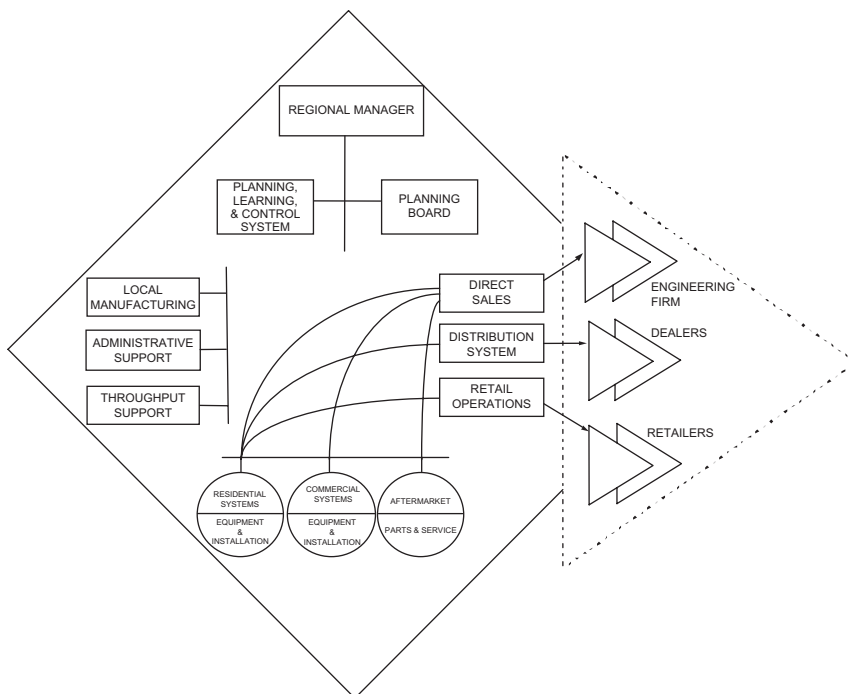 REGIONAL MANAGER
PLANNING,
LEARNING,
& CONTROL
SYSTEM
PLANNING
BOARD
LOCAL
MANUFACTURING
ADMINISTRATIVE
SUPPORT
THROUGHPUT
SUPPORT
DIRECT
SALES
DISTRIBUTION
SYSTEM
RETAIL
OPERATIONS
ENGINEERING
FIRM
DEALERS
RETAILERS
RESIDENTIAL
SYSTEMS
EQUIPMENT
&
INSTALLATION
COMMERCIAL
SYSTEMS
EQUIPMENT
&
INSTALLATION
AFTERMARKET
PARTS & SERVICE